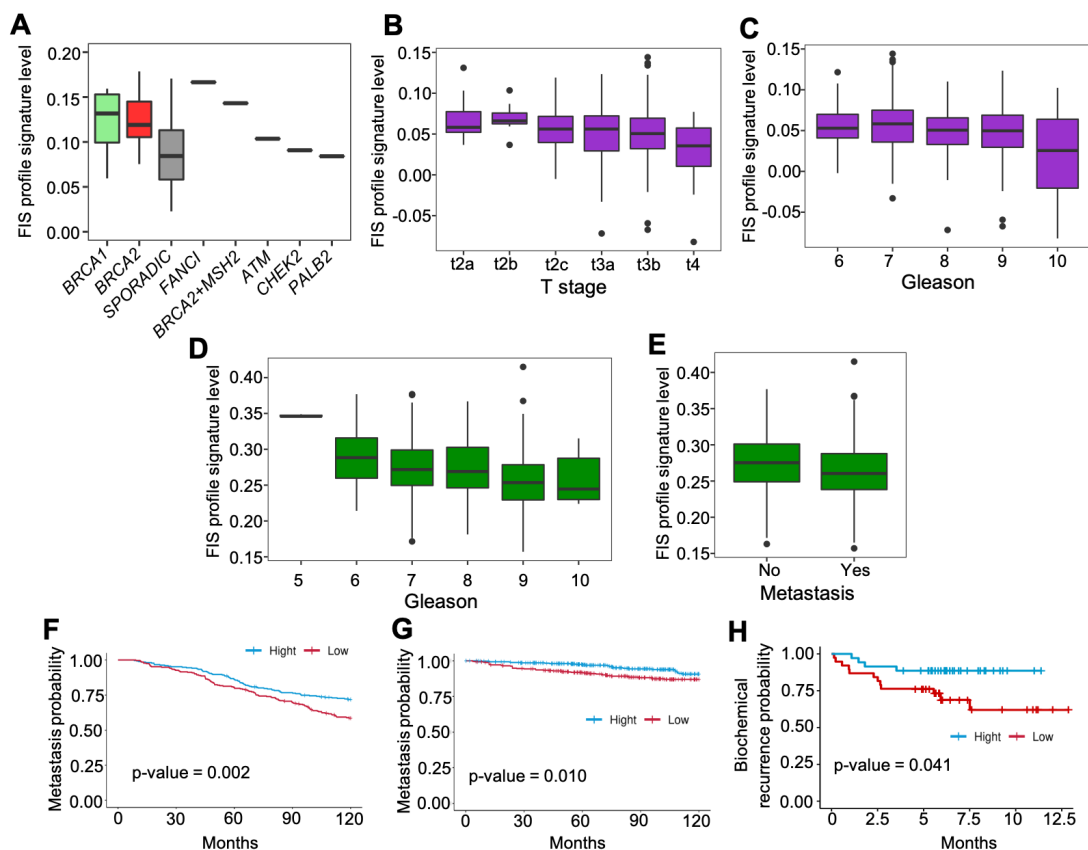 A
FIS profile signature level
0.20
0.15
0.10
0.05
0.00
BRCA1
BRCA2
SPORADIC
FANCI
BRCA2+MSH2
ATM
CHEK2
PALB2
B
FIS profile signature level
0.15
0.10
0.05
0.00
-0.05
t2a t2b t2c t3a t3b t4
T stage
C
FIS profile signature level
0.15
0.10
0.05
0.00
-0.05
6 7 8 9 10
Gleason
D
FIS profile signature level
0.40
0.35
0.30
0.25
0.20
0.15
5 6 7 8 9 10
Gleason
E
FIS profile signature level
0.40
0.35
0.30
0.25
0.20
0.15
No Yes
Metastasis
F
Hight Low
Metastasis probability
1.00
0.75
0.50
0.25
0.00
p-value = 0.002
0 30 60 90 120
Months
G
Metastasis probability
1.00
0.75
0.50
0.25
0.00
Hight Low
p-value = 0.010
0 30 60 90 120
Months
H
Biochemical
recurrence probability
1.00
0.75
0.50
0.25
0.00
Hight Low
p-value = 0.041
0 2.5 5 7.5 10 12.5
Months